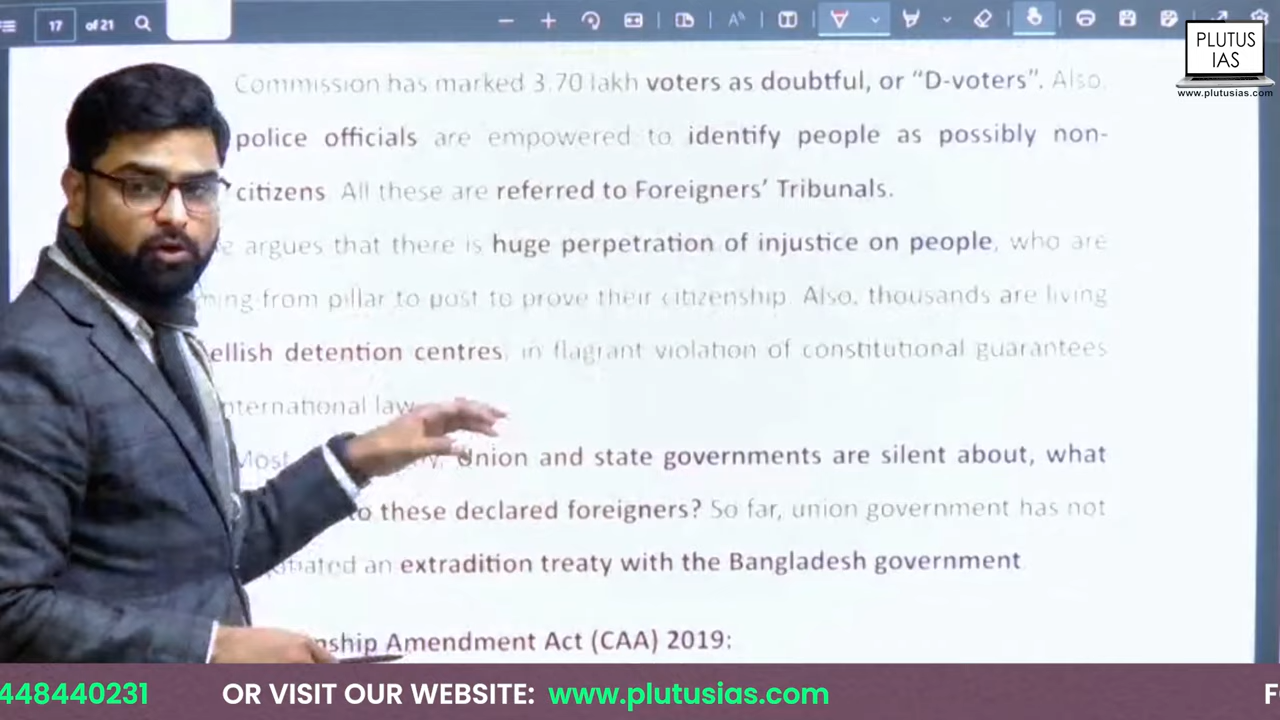 17 of 21
PLUTUS
IAS
www.plutusias.com
Commission has marked 3.70 lakh voters as doubtful, or “D-voters”. Also,
police officials are empowered to identify people as possibly non-
citizens. All these are referred to Foreigners’ Tribunals.
argues that there is huge perpetration of injustice on people, who are
from pillar to post to prove their citizenship. Also, thousands are living
ellish detention centres, in flagrant violation of constitutional guarantees
nternational law
Most Union and state governments are silent about, what
to these declared foreigners? So far, union government has not
an extradition treaty with the Bangladesh government
nship Amendment Act (CAA) 2019:
448440231 OR VISIT OUR WEBSITE: www.plutusias.com F